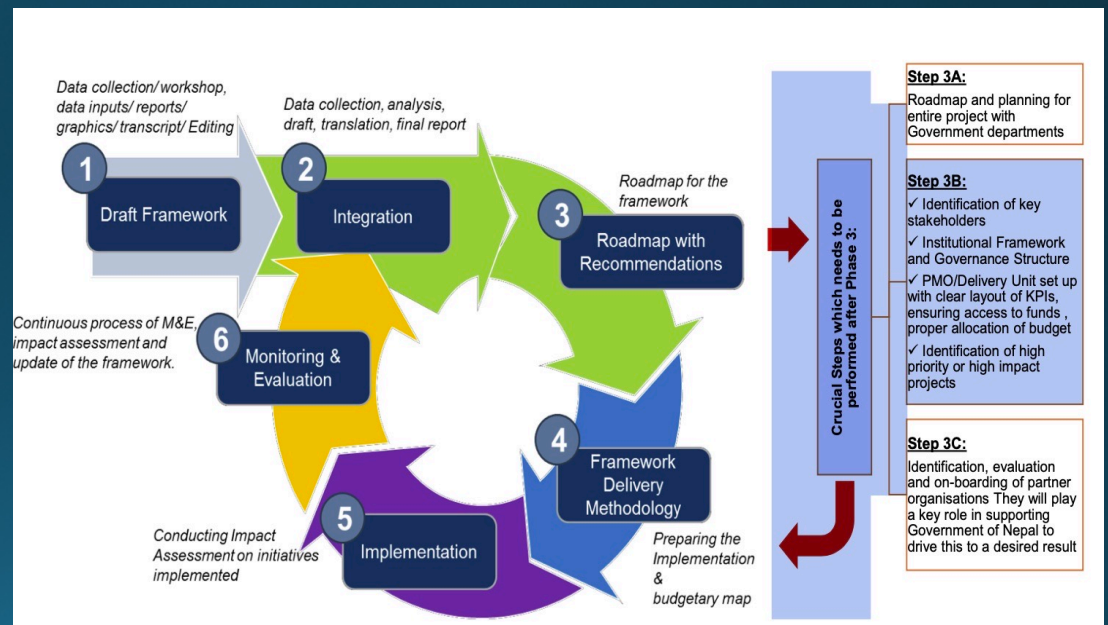 Data collection/ workshop,
data inputs/ reports/
graphics/ transcript/ Editing
1
Draft Framework
Data collection, analysis,
draft, translation, final report
2
Integration
Roadmap for the
framework
3
Roadmap with
Recommendations
4
Framework
Delivery
Methodology
Preparing the
Implementation
&
budgetary map
5
Implementation
Conducting Impact
Assessment on initiatives
implemented
6
Monitoring &
Evaluation
Continuous process of M&E,
impact assessment and
update of the framework.
Crucial Steps which needs to be
performed after Phase 3:
Step 3A:
Roadmap and planning for
entire project with
Government departments
Step 3B:
✓ Identification of key
stakeholders
✓ Institutional Framework
and Governance Structure
✓ PMO/Delivery Unit set up
with clear layout of KPIs,
ensuring access to funds ,
proper allocation of budget
✓ Identification of high
priority or high impact
projects
Step 3C:
Identification, evaluation
and on-boarding of partner
organisations They will play
a key role in supporting
Government of Nepal to
drive this to a desired result